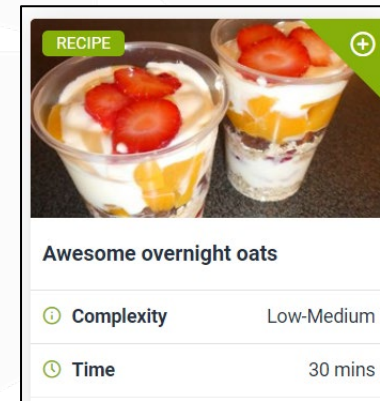 RECIPE
Awesome overnight oats
Complexity Low-Medium
Time 30 mins